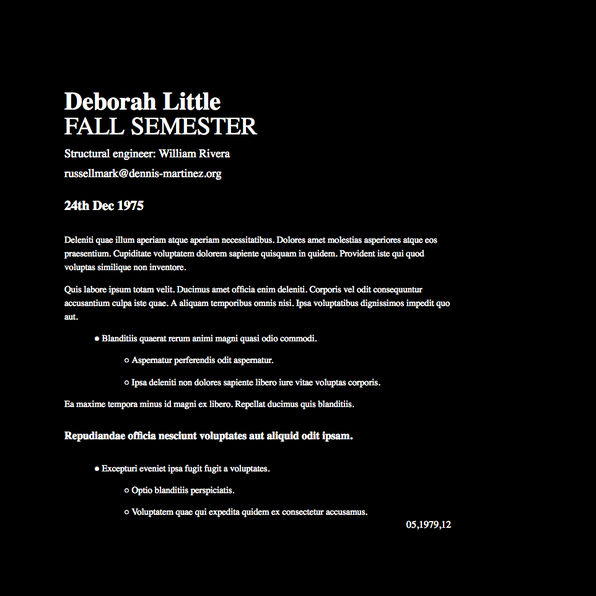 Deborah Little
FALL SEMESTER
Structural engineer: William Rivera
russellmark@dennis-martinez.org
24th Dec 1975
Deleniti quae illum aperiam atque aperiam necessitatibus. Dolores amet molestias asperiores atque eos
praesentium. Cupiditate voluptatem dolorem sapiente quisquam in quidem. Provident iste qui quod
voluptas similique non inventore.
Quis labore ipsum totam velit. Ducimus amet officia enim deleniti. Corporis vel odit consequuntur
accusantium culpa iste quae. A aliquam temporibus omnis nisi. Ipsa voluptatibus dignissimos impedit quo
aut.
• Blanditiis quaerat rerum animi magni quasi odio commodi.
◦ Aspernatur perferendis odit aspernatur.
◦ Ipsa deleniti non dolores sapiente libero iure vitae voluptas corporis.
Ea maxime tempora minus id magni ex libero. Repellat ducimus quis blanditiis.
Repudiandae officia nesciunt voluptates aut aliquid odit ipsam.
• Excepturi eveniet ipsa fugit fugit a voluptates.
◦ Optio blanditiis perspiciatis.
◦ Voluptatem quae qui expedita quidem ex consectetur accusamus.
05,1979,12